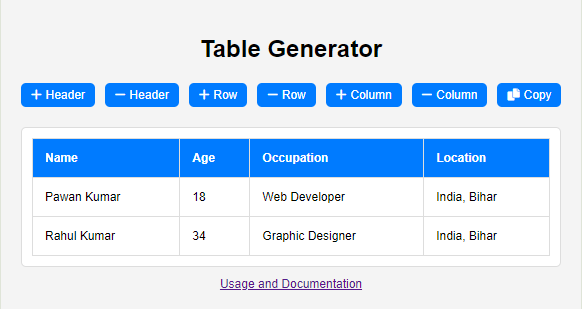 Table Generator
+ Header — Header + Row — Row + Column — Column Copy
Name Age Occupation Location
Pawan Kumar 18 Web Developer India, Bihar
Rahul Kumar 34 Graphic Designer India, Bihar
Usage and Documentation